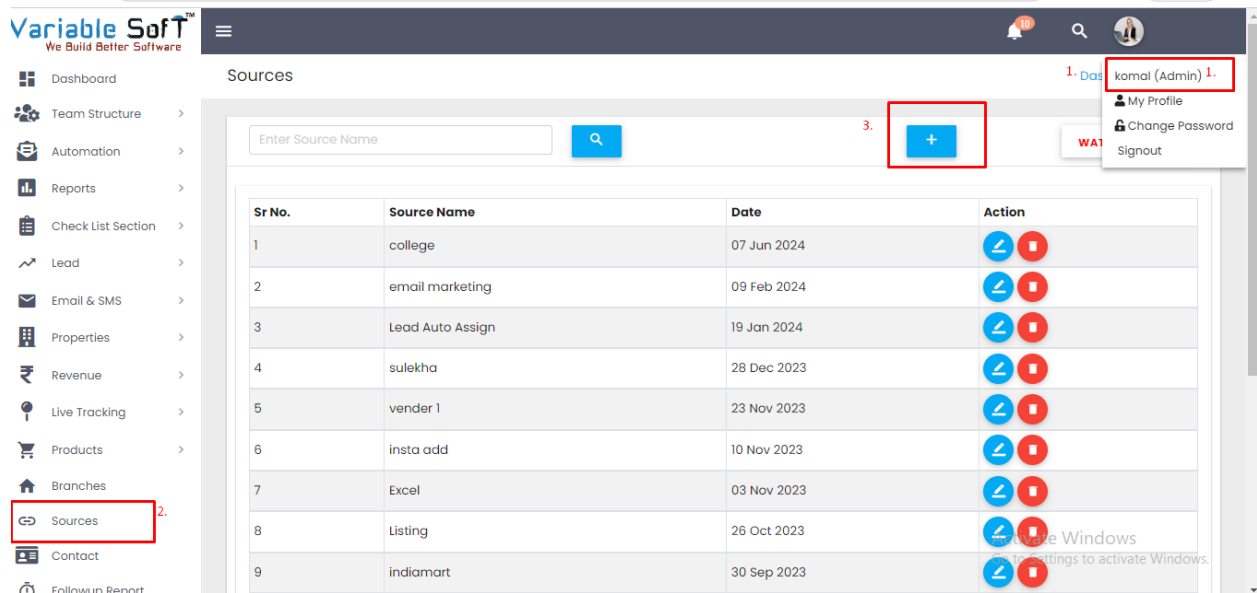 Variable SofT™
We Build Better Software
10
Dashboard
Team Structure
Automation
Reports
Check List Section
Lead
Email & SMS
Properties
Revenue
Live Tracking
Products
Branches
Sources
2.
Contact
Followup Report
Sources
1. Das
komal (Admin) 1.
My Profile
Change Password
Signout
Enter Source Name
3.
+
WAT
Sr No. Source Name Date Action
1 college 07 Jun 2024
2 email marketing 09 Feb 2024
3 Lead Auto Assign 19 Jan 2024
4 sulekha 28 Dec 2023
5 vender 1 23 Nov 2023
6 insta add 10 Nov 2023
7 Excel 03 Nov 2023
8 Listing 26 Oct 2023
9 indiamart 30 Sep 2023
Activate Windows
Go to Settings to activate Windows.